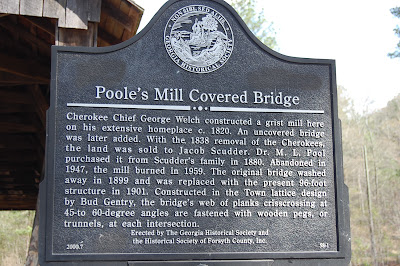 NON SIBI, SED ALIIS
GEORGIA HISTORICAL SOCIETY
Poole's Mill Covered Bridge
Cherokee Chief George Welch constructed a grist mill here
on his extensive homeplace c. 1820. An uncovered bridge
was later added. With the 1838 removal of the Cherokees,
the land was sold to Jacob Scudder. Dr. M. L. Pool
purchased it from Scudder's family in 1880. Abandoned in
1947, the mill burned in 1959. The original bridge washed
away in 1899 and was replaced with the present 96-foot
structure in 1901. Constructed in the Town lattice design
by Bud Gentry, the bridge's web of planks crisscrossing at
45-to 60-degree angles are fastened with wooden pegs, or
trunnels, at each intersection.
Erected By The Georgia Historical Society and
the Historical Society of Forsyth County, Inc.
2000.7 58-1